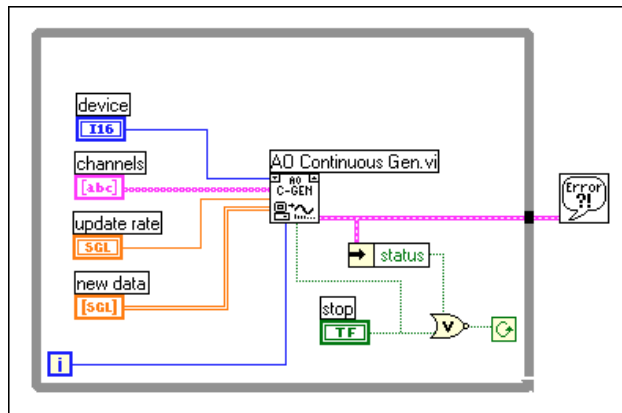 device
I16
AO Continuous Gen.vi
channels
[abc]
AO
C-GEN
Error
?!
update rate
SGL
status
new data
[SGL]
stop
TF
V
i